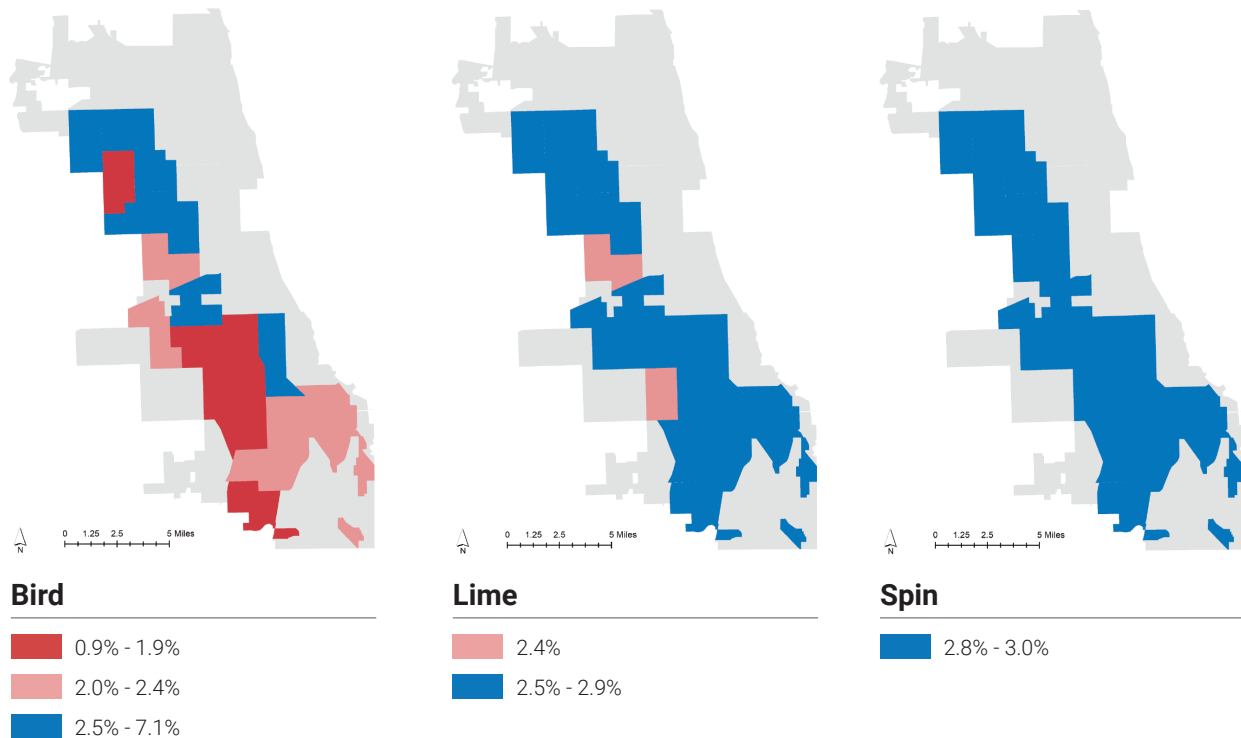 0 1.25 2.5 5 Miles
N
0 1.25 2.5 5 Miles
N
0 1.25 2.5 5 Miles
N
Bird
0.9% - 1.9%
2.0% - 2.4%
2.5% - 7.1%
Lime
2.4%
2.5% - 2.9%
Spin
2.8% - 3.0%